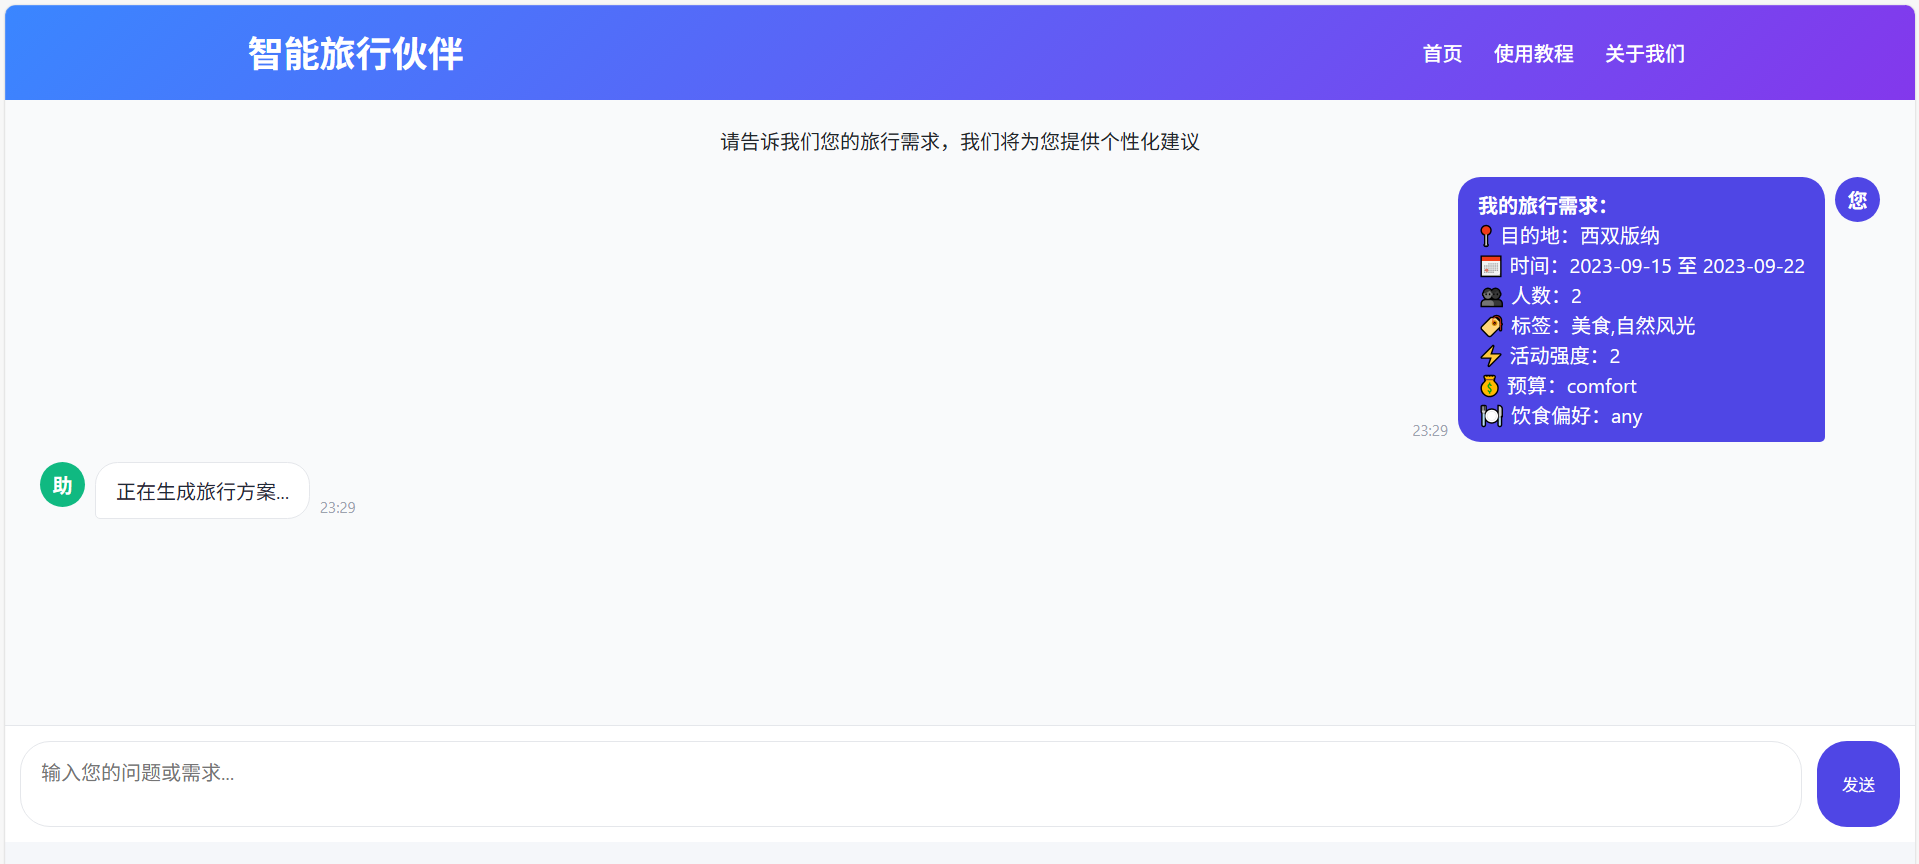 智能旅行伙伴
首页 使用教程 关于我们
请告诉我们您的旅行需求，我们将为您提供个性化建议
您
我的旅行需求：
📍 目的地：西双版纳
📅 时间：2023-09-15 至 2023-09-22
👥 人数：2
🏷️ 标签：美食,自然风光
⚡ 活动强度：2
💰 预算：comfort
🍽️ 饮食偏好：any
23:29
助
正在生成旅行方案...
23:29
输入您的问题或需求...
发送